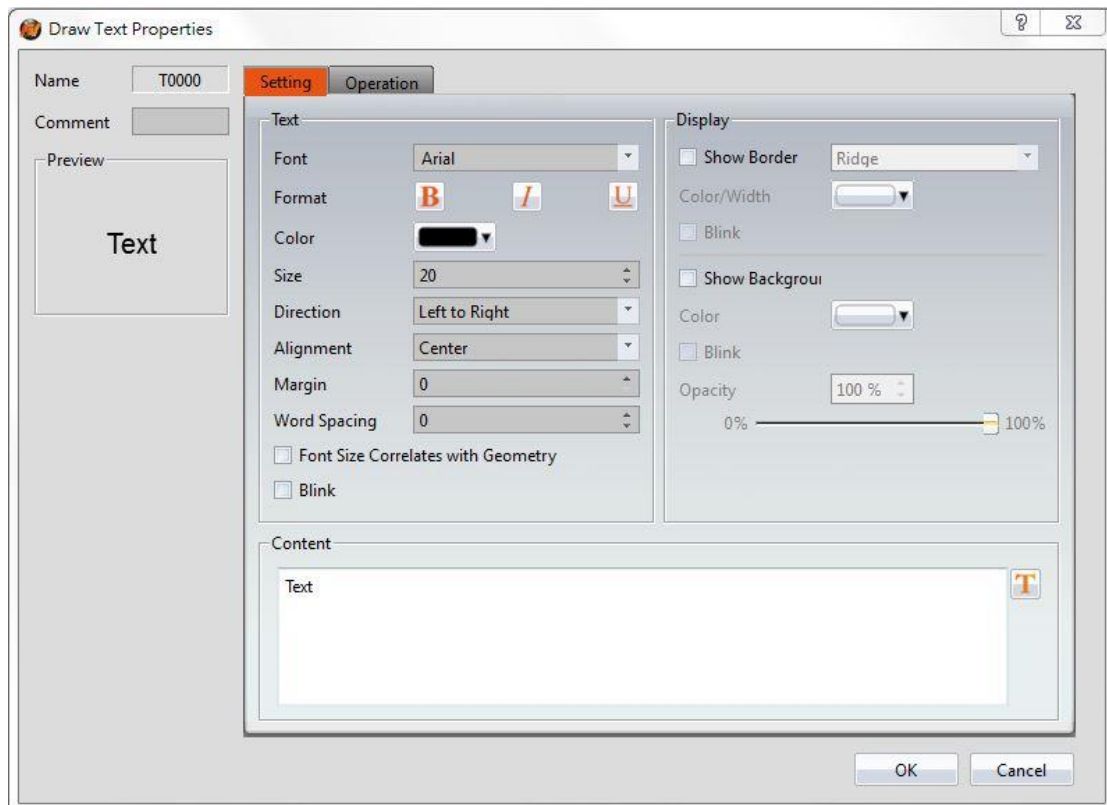 Draw Text Properties
Name T0000
Comment
Preview
Text
Setting Operation
Text
Font Arial
Format B I U
Color
Size 20
Direction Left to Right
Alignment Center
Margin 0
Word Spacing 0
Font Size Correlates with Geometry
Blink
Display
Show Border Ridge
Color/Width
Blink
Show Backgrou
Color
Blink
Opacity 100 %
0% 100%
Content
Text
T
OK Cancel